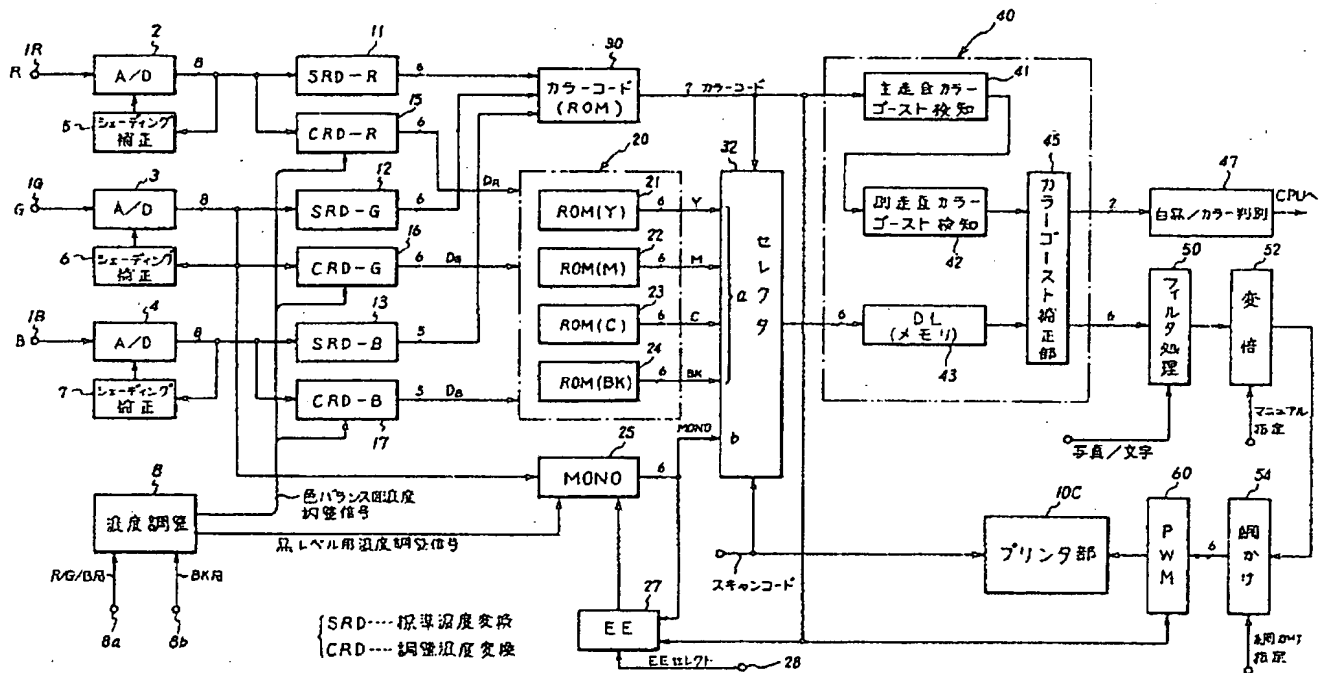 1R
R
2
A/D
8
5
シェーディング
補正
11
SRD-R
6
15
CRD-R
6
DR
30
カラーコード
(ROM)
2 カラーコード
40
41
主走査カラー
ゴースト検知
副走査カラー
ゴースト検知
42
DL
(メモリ)
43
45
カラーゴースト補正部
2
6
47
白黒/カラー判別
CPUへ
50
フィルタ処理
52
変倍
マニュアル
指定
写真/文字
1G
G
3
A/D
8
6
シェーディング
補正
12
SRD-G
6
16
CRD-G
6
DG
1B
B
4
A/D
8
7
シェーディング
補正
13
SRD-B
5
CRD-B
17
5
DB
20
21
ROM(Y)
6
Y
22
ROM(M)
6
M
23
ROM(C)
6
C
24
ROM(BK)
6
BK
32
セレクタ
a
b
6
MONO
25
MONO
6
8
濃度調整
色バランス用濃度
調整信号
黒レベル用濃度調整信号
R/G/B用
BK用
8a
8b
SRD‥‥標準濃度変換
CRD‥‥調整濃度変換
27
EE
EEセレクト
28
スキャンコード
10C
プリンタ部
60
PWM
6
54
網かけ
網かけ
指定